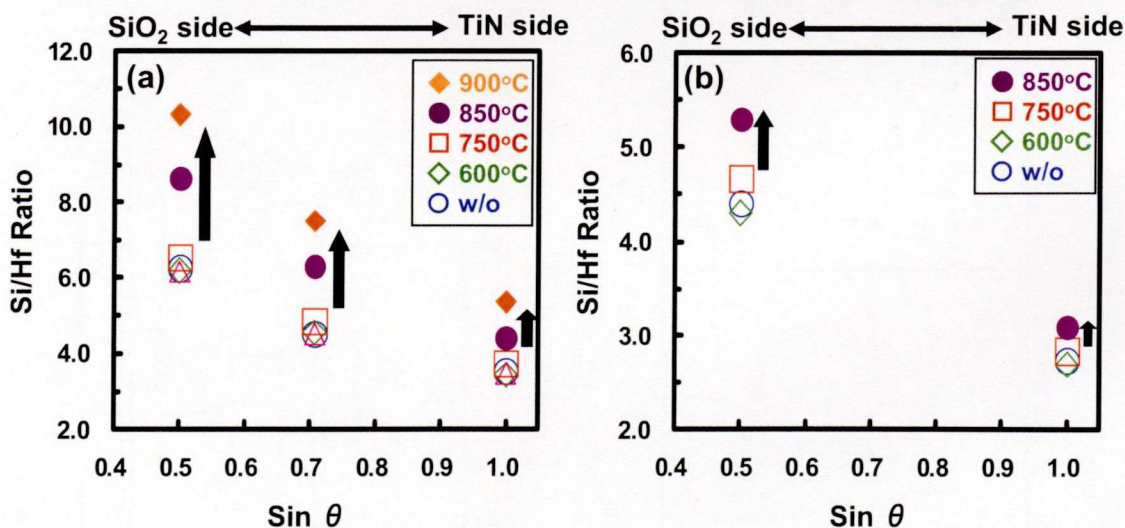 SiO2 side TiN side
12.0
10.0
8.0
6.0
4.0
2.0
Si/Hf Ratio
(a)
900°C
850°C
750°C
600°C
w/o
0.4 0.5 0.6 0.7 0.8 0.9 1.0
Sin θ
SiO2 side TiN side
6.0
5.0
4.0
3.0
2.0
Si/Hf Ratio
(b)
850°C
750°C
600°C
w/o
0.4 0.5 0.6 0.7 0.8 0.9 1.0
Sin θ